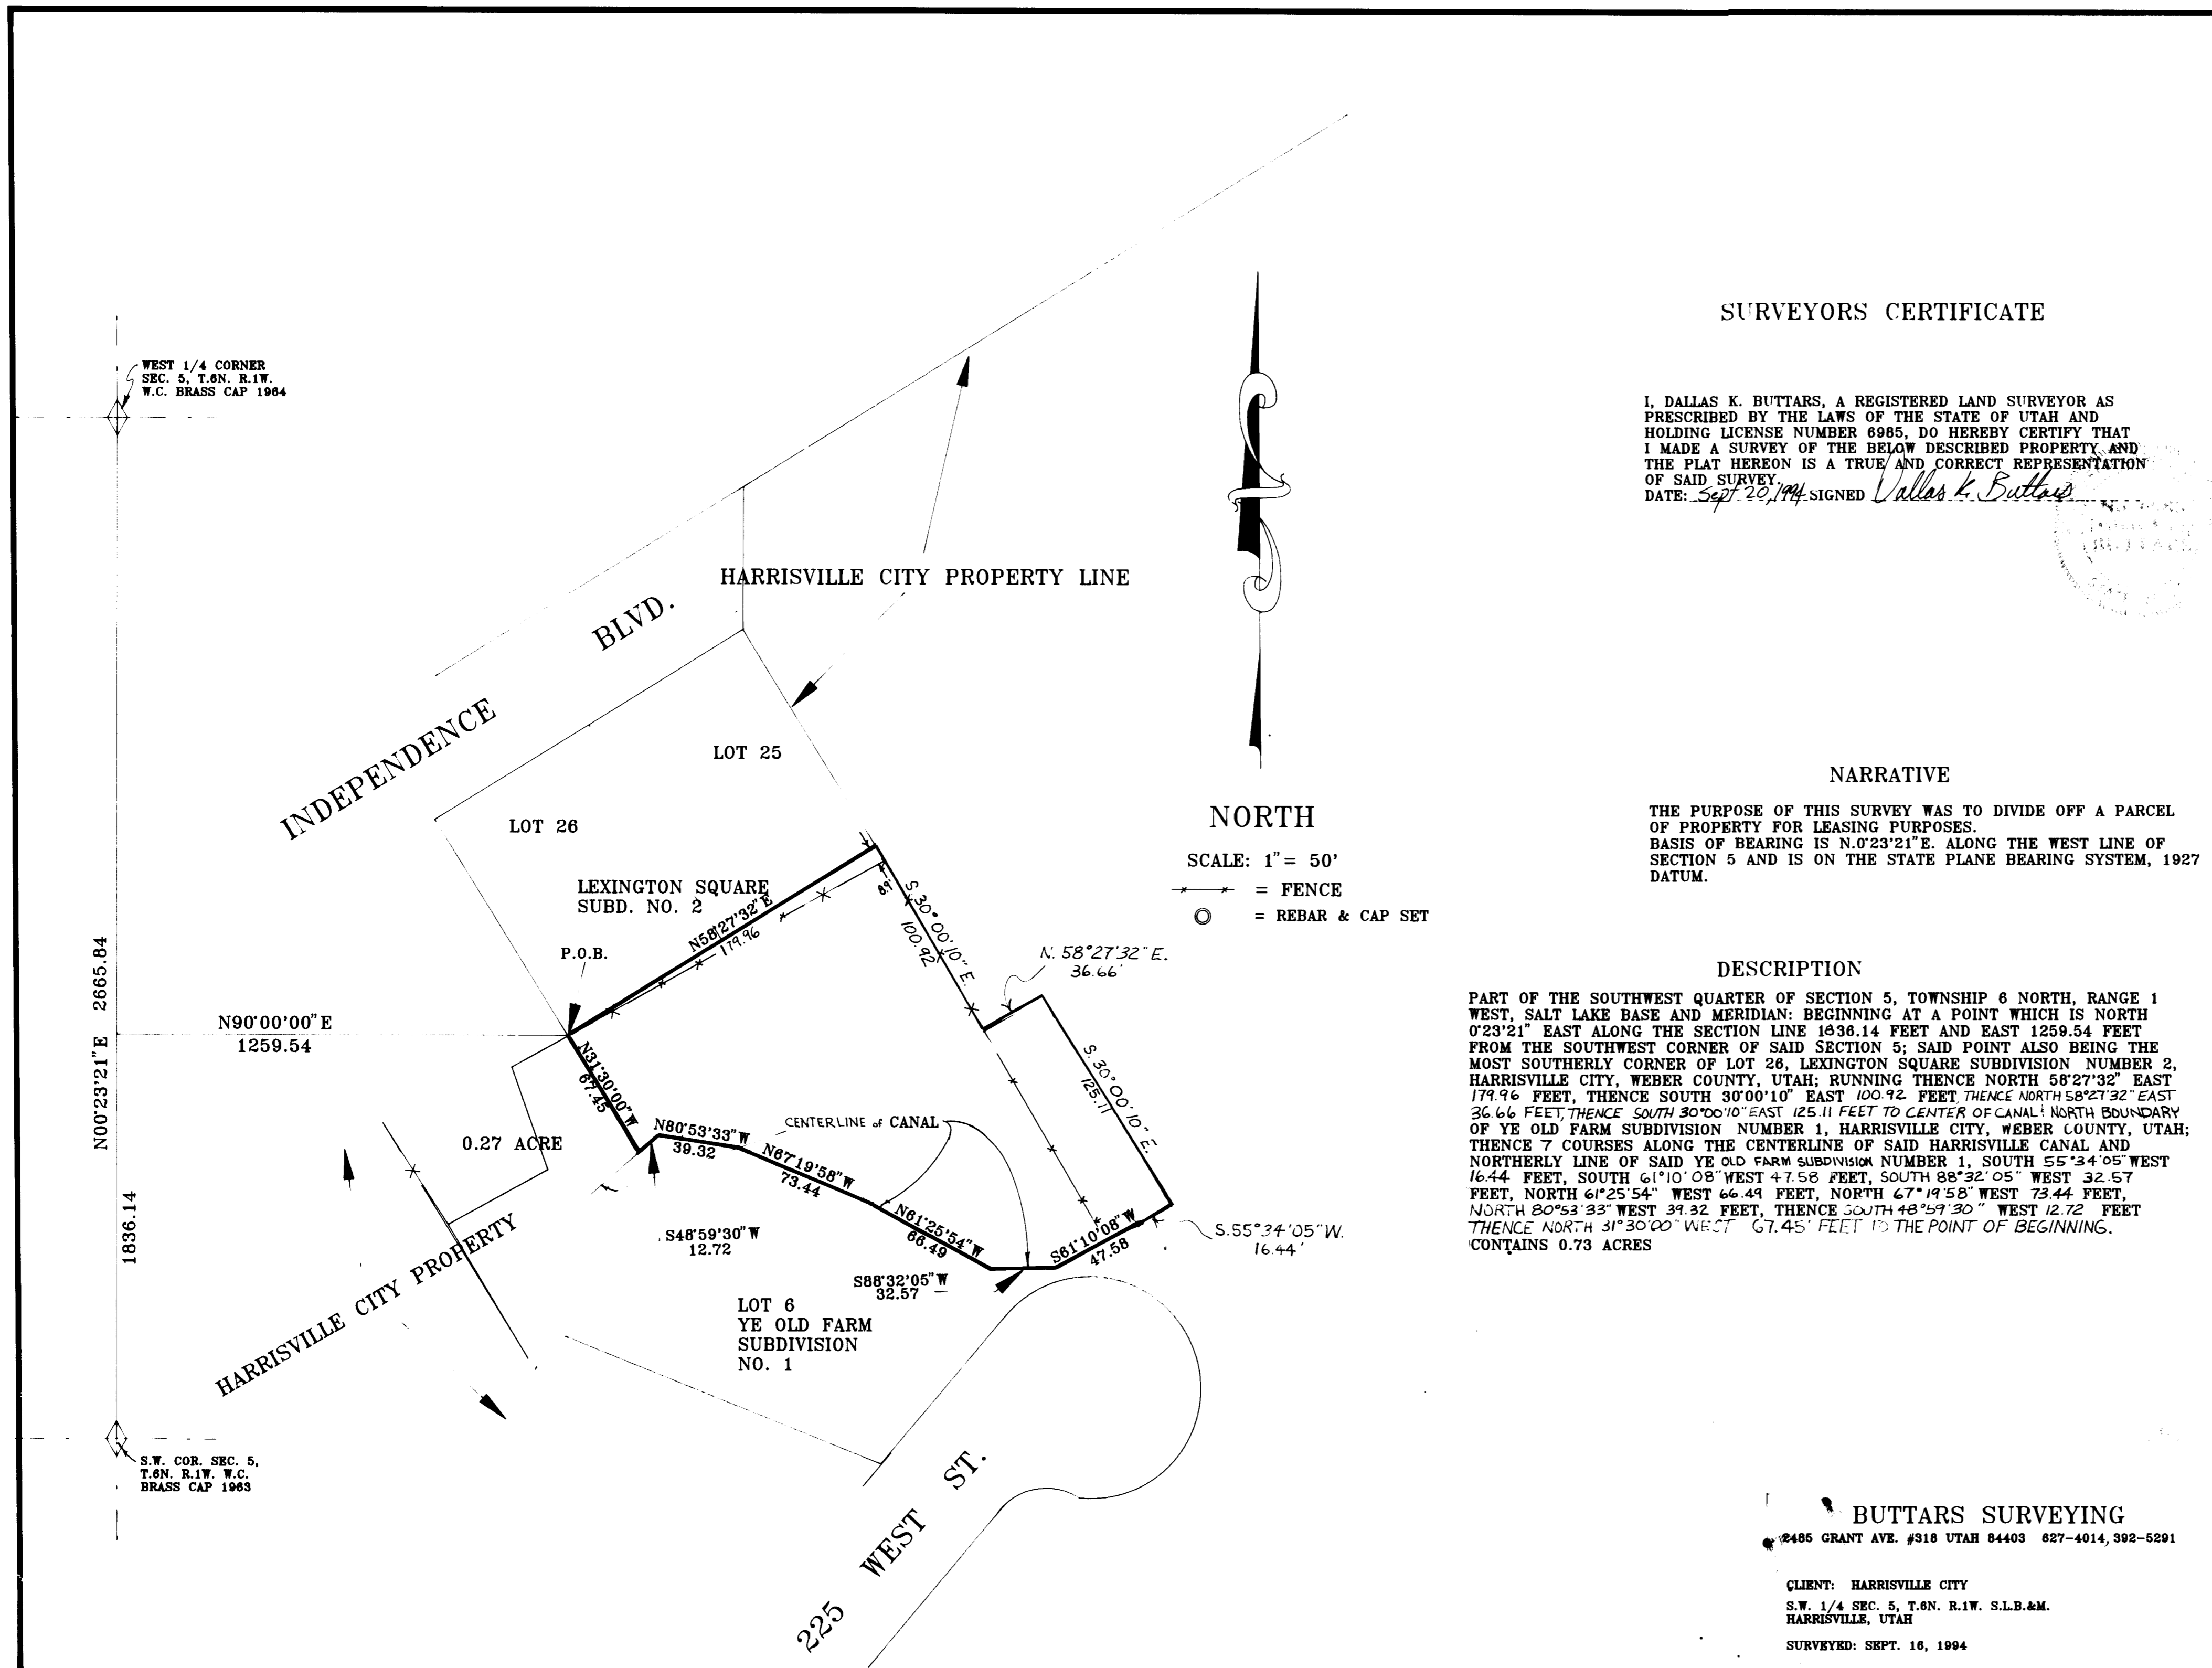 WEST 1/4 CORNER
SEC. 5, T.6N. R.1W.
W.C. BRASS CAP 1964
N00°23'21"E 2665.84
1836.14
N90°00'00"E
1259.54
S.W. COR. SEC. 5,
T.6N. R.1W. W.C.
BRASS CAP 1963
INDEPENDENCE BLVD.
HARRISVILLE CITY PROPERTY LINE
LOT 25
LOT 26
LEXINGTON SQUARE
SUBD. NO. 2
N58°27'32"E
179.96
8.9'
P.O.B.
S. 30° 00' 10" E.
100.92
N. 58°27'32" E.
36.66'
S. 30° 00' 10" E.
125.11
N31°30'00"W
67.45
0.27 ACRE
HARRISVILLE CITY PROPERTY
N80°53'33"W
39.32
CENTERLINE of CANAL
N67°19'58"W
73.44
N61°25'54"W
66.49
S48°59'30"W
12.72
S88°32'05"W
32.57
S61°10'08"W
47.58
S.55°34'05"W.
16.44'
LOT 6
YE OLD FARM
SUBDIVISION
NO. 1
225 WEST ST.
NORTH
SCALE: 1"= 50'
= FENCE
= REBAR & CAP SET
SURVEYORS CERTIFICATE
I, DALLAS K. BUTTARS, A REGISTERED LAND SURVEYOR AS
PRESCRIBED BY THE LAWS OF THE STATE OF UTAH AND
HOLDING LICENSE NUMBER 6985, DO HEREBY CERTIFY THAT
I MADE A SURVEY OF THE BELOW DESCRIBED PROPERTY AND
THE PLAT HEREON IS A TRUE AND CORRECT REPRESENTATION
OF SAID SURVEY.
DATE: Sept 20, 1994 SIGNED Dallas K. Buttars
NARRATIVE
THE PURPOSE OF THIS SURVEY WAS TO DIVIDE OFF A PARCEL
OF PROPERTY FOR LEASING PURPOSES.
BASIS OF BEARING IS N.0°23'21"E. ALONG THE WEST LINE OF
SECTION 5 AND IS ON THE STATE PLANE BEARING SYSTEM, 1927
DATUM.
DESCRIPTION
PART OF THE SOUTHWEST QUARTER OF SECTION 5, TOWNSHIP 6 NORTH, RANGE 1
WEST, SALT LAKE BASE AND MERIDIAN: BEGINNING AT A POINT WHICH IS NORTH
0°23'21" EAST ALONG THE SECTION LINE 1836.14 FEET AND EAST 1259.54 FEET
FROM THE SOUTHWEST CORNER OF SAID SECTION 5; SAID POINT ALSO BEING THE
MOST SOUTHERLY CORNER OF LOT 26, LEXINGTON SQUARE SUBDIVISION NUMBER 2,
HARRISVILLE CITY, WEBER COUNTY, UTAH; RUNNING THENCE NORTH 58°27'32" EAST
179.96 FEET, THENCE SOUTH 30°00'10" EAST 100.92 FEET, THENCE NORTH 58°27'32" EAST
36.66 FEET, THENCE SOUTH 30°00'10" EAST 125.11 FEET TO CENTER OF CANAL & NORTH BOUNDARY
OF YE OLD FARM SUBDIVISION NUMBER 1, HARRISVILLE CITY, WEBER COUNTY, UTAH;
THENCE 7 COURSES ALONG THE CENTERLINE OF SAID HARRISVILLE CANAL AND
NORTHERLY LINE OF SAID YE OLD FARM SUBDIVISION NUMBER 1, SOUTH 55°34'05" WEST
16.44 FEET, SOUTH 61°10'08" WEST 47.58 FEET, SOUTH 88°32'05" WEST 32.57
FEET, NORTH 61°25'54" WEST 66.49 FEET, NORTH 67°19'58" WEST 73.44 FEET,
NORTH 80°53'33" WEST 39.32 FEET, THENCE SOUTH 48°59'30" WEST 12.72 FEET
THENCE NORTH 31°30'00" WEST 67.45' FEET TO THE POINT OF BEGINNING.
CONTAINS 0.73 ACRES
BUTTARS SURVEYING
2485 GRANT AVE. #318 UTAH 84403 627-4014, 392-5291
CLIENT: HARRISVILLE CITY
S.W. 1/4 SEC. 5, T.6N. R.1W. S.L.B.&M.
HARRISVILLE, UTAH
SURVEYED: SEPT. 16, 1994